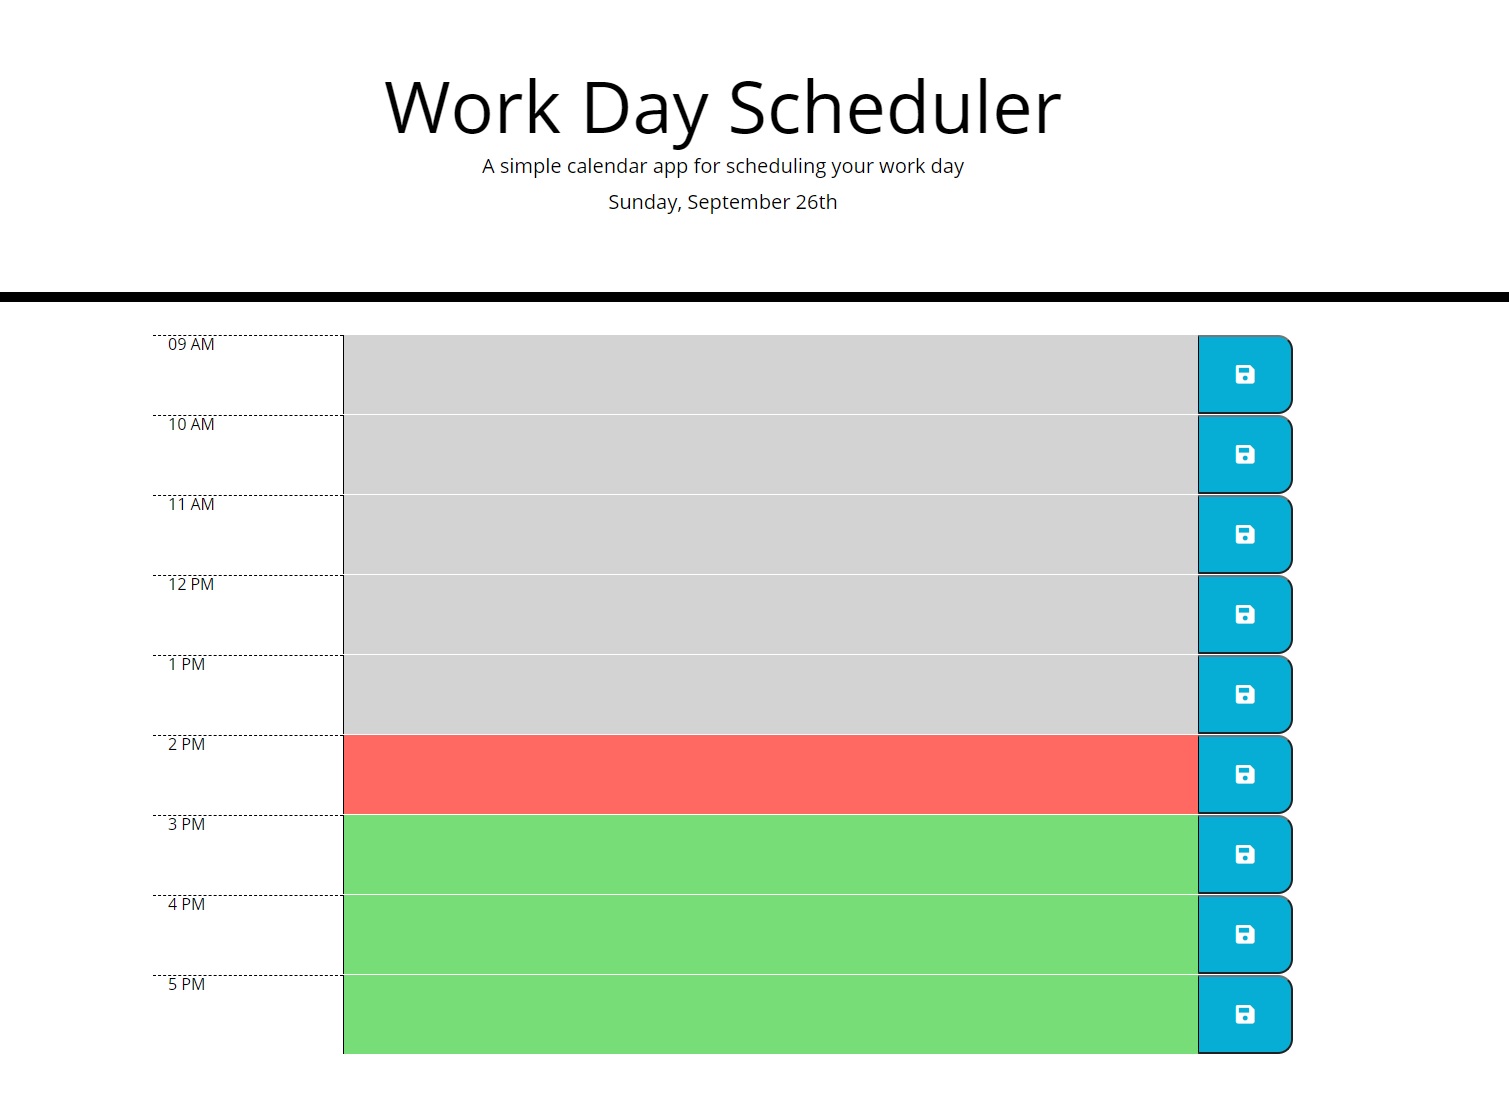 Work Day Scheduler
A simple calendar app for scheduling your work day
Sunday, September 26th
09 AM
10 AM
11 AM
12 PM
1 PM
2 PM
3 PM
4 PM
5 PM